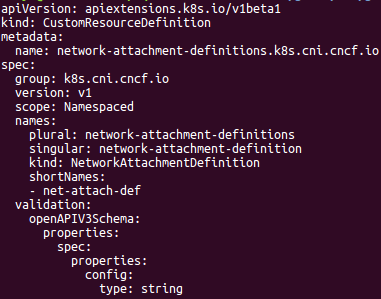 apiVersion: apiextensions.k8s.io/v1beta1
kind: CustomResourceDefinition
metadata:
  name: network-attachment-definitions.k8s.cni.cncf.io
spec:
  group: k8s.cni.cncf.io
  version: v1
  scope: Namespaced
  names:
    plural: network-attachment-definitions
    singular: network-attachment-definition
    kind: NetworkAttachmentDefinition
    shortNames:
    - net-attach-def
  validation:
    openAPIV3Schema:
      properties:
        spec:
          properties:
            config:
              type: string